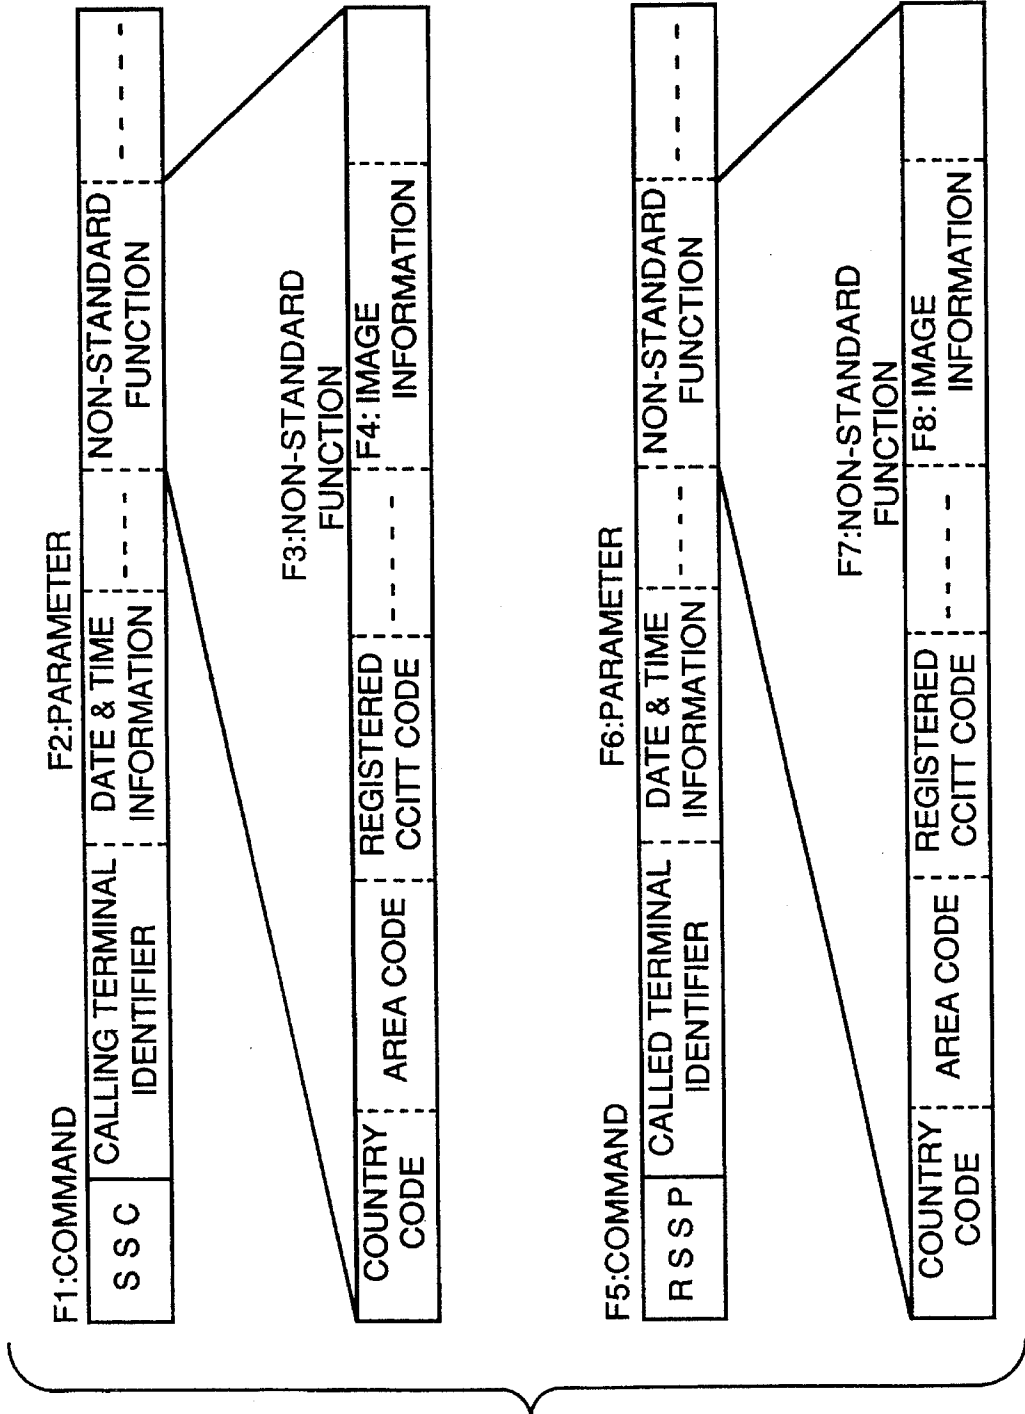 F1:COMMAND
F2:PARAMETER
S S C
CALLING TERMINAL
IDENTIFIER
DATE & TIME
INFORMATION
NON-STANDARD
FUNCTION
F3:NON-STANDARD
FUNCTION
COUNTRY
CODE
AREA CODE
REGISTERED
CCITT CODE
F4: IMAGE
INFORMATION
F5:COMMAND
F6:PARAMETER
R S S P
CALLED TERMINAL
IDENTIFIER
DATE & TIME
INFORMATION
NON-STANDARD
FUNCTION
F7:NON-STANDARD
FUNCTION
COUNTRY
CODE
AREA CODE
REGISTERED
CCITT CODE
F8: IMAGE
INFORMATION